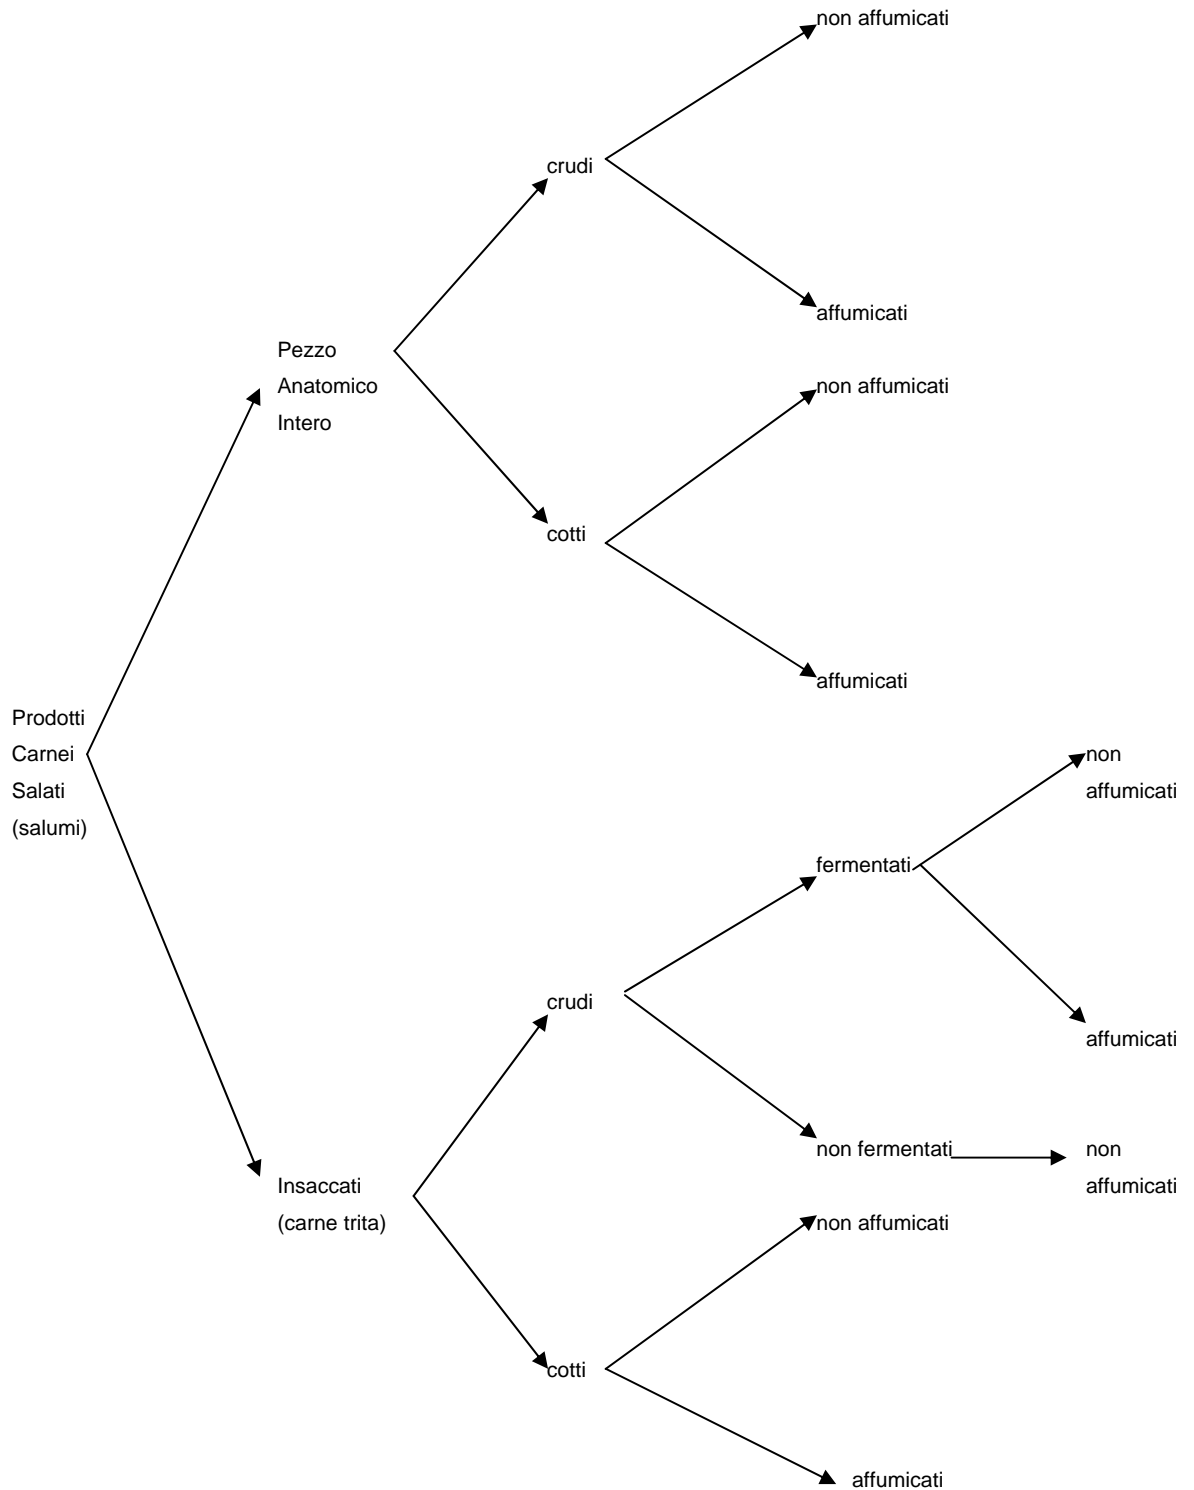 non affumicati
crudi
affumicati
Pezzo
Anatomico
Intero
non affumicati
cotti
affumicati
Prodotti
Carnei
Salati
(salumi)
non
affumicati
fermentati
crudi
affumicati
non fermentati
non
affumicati
Insaccati
(carne trita)
non affumicati
cotti
affumicati